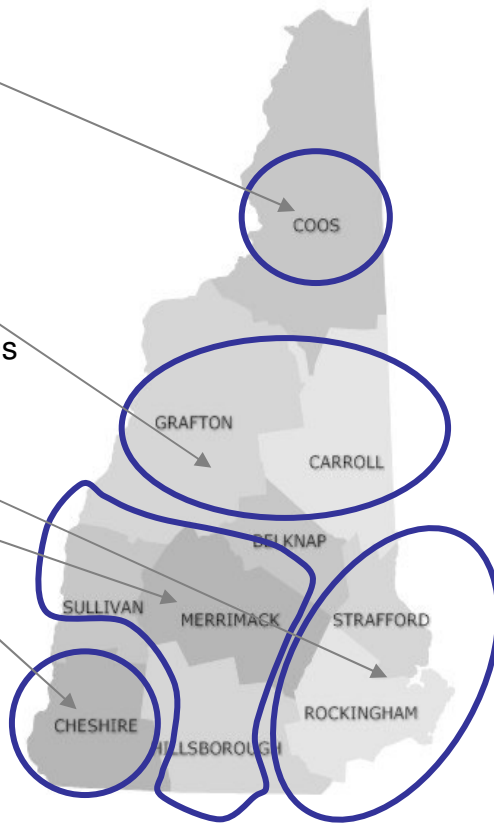 COOS
s
GRAFTON
CARROLL
BELKNAP
SULLIVAN
MERRIMACK
STRAFFORD
ROCKINGHAM
CHESHIRE
HILLSBOROUGH